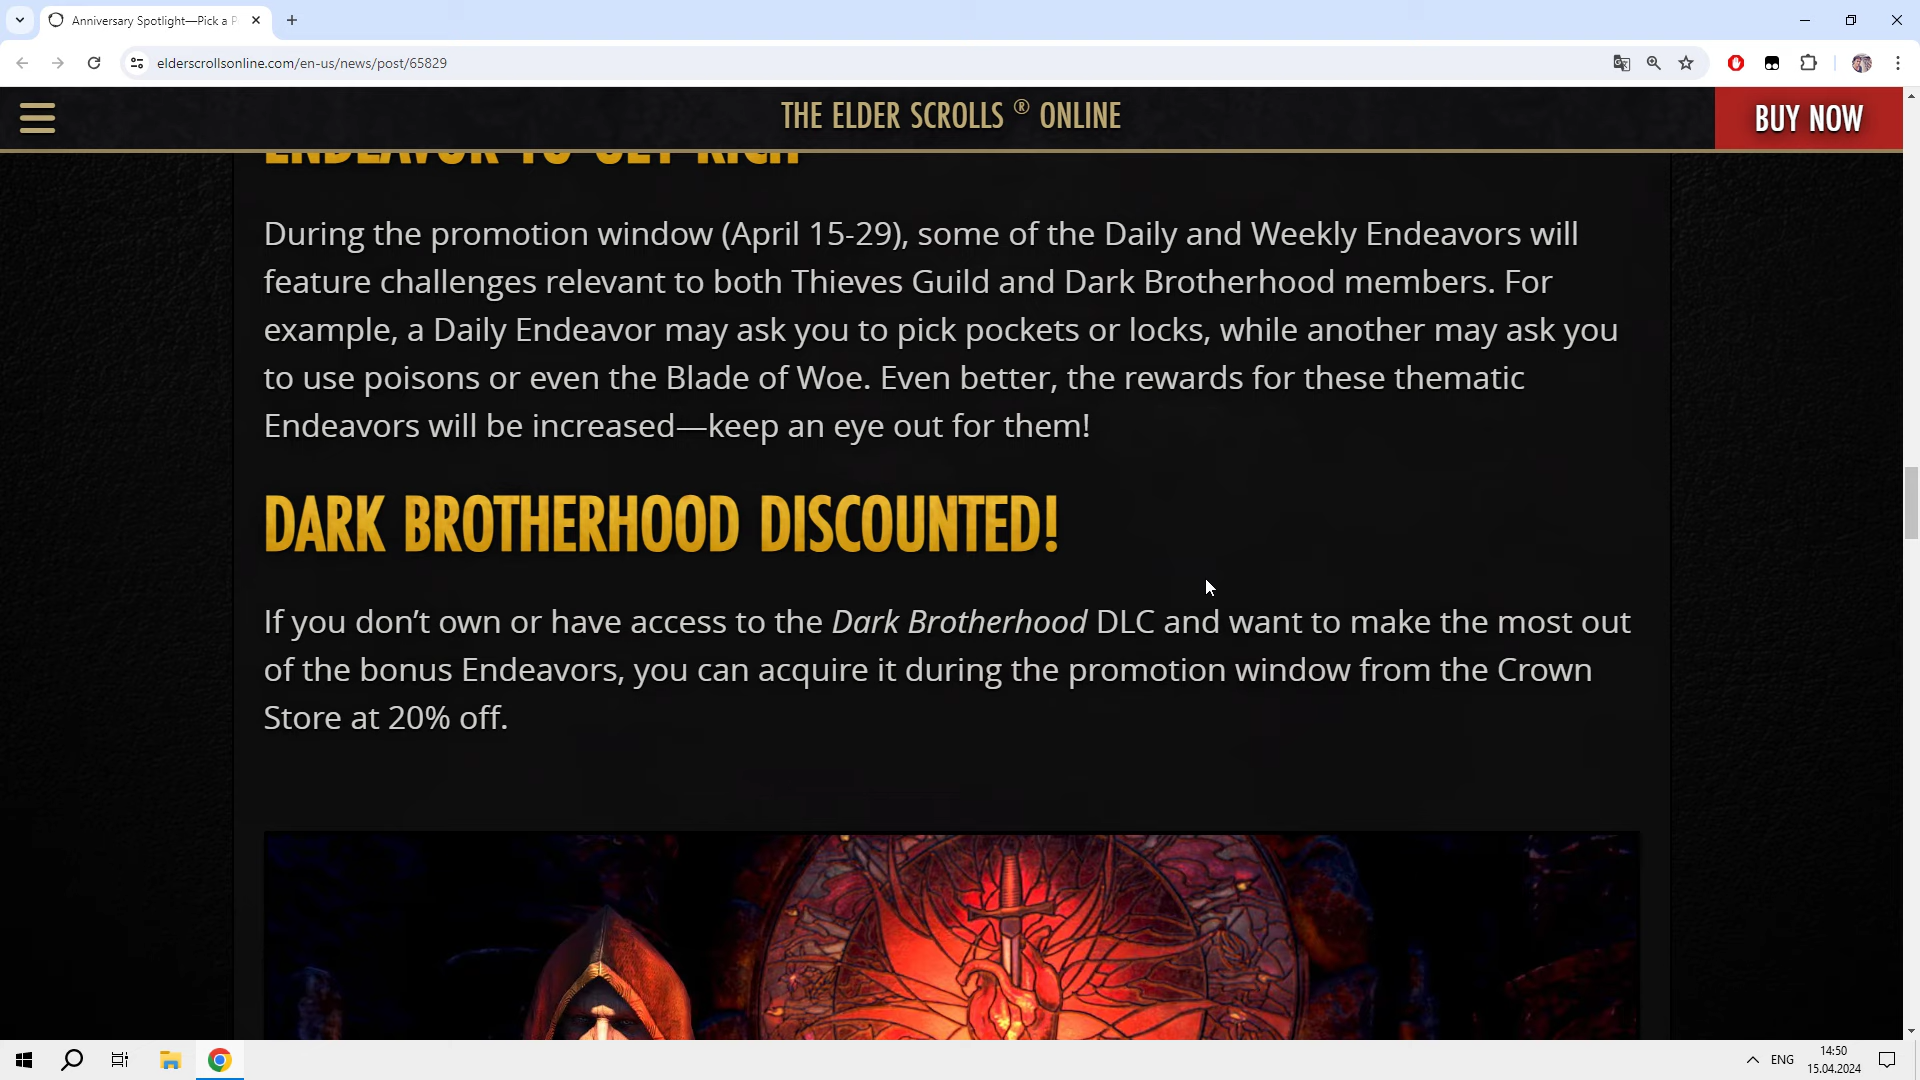 Anniversary Spotlight—Pick a P
elderscrollsonline.com/en-us/news/post/65829
THE ELDER SCROLLS ® ONLINE
BUY NOW
ENDEAVOR TO GET RICH
During the promotion window (April 15-29), some of the Daily and Weekly Endeavors will
feature challenges relevant to both Thieves Guild and Dark Brotherhood members. For
example, a Daily Endeavor may ask you to pick pockets or locks, while another may ask you
to use poisons or even the Blade of Woe. Even better, the rewards for these thematic
Endeavors will be increased—keep an eye out for them!
DARK BROTHERHOOD DISCOUNTED!
If you don’t own or have access to the Dark Brotherhood DLC and want to make the most out
of the bonus Endeavors, you can acquire it during the promotion window from the Crown
Store at 20% off.
ENG
14:50
15.04.2024